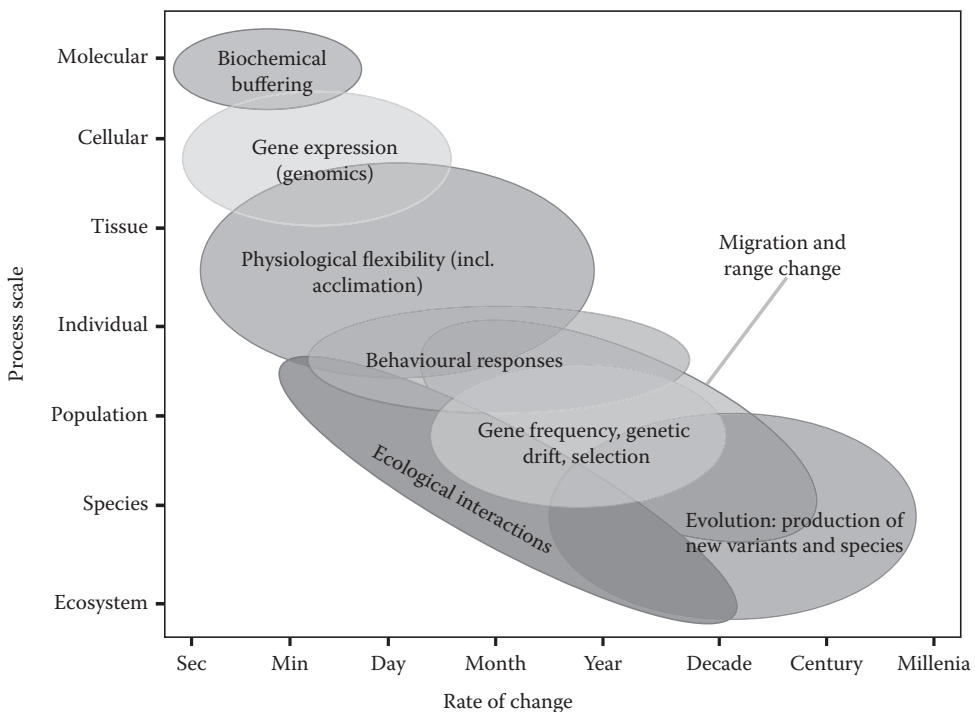 Molecular
Cellular
Tissue
Individual
Population
Species
Ecosystem
Process scale
Biochemical
buffering
Gene expression
(genomics)
Physiological flexibility (incl.
acclimation)
Migration and
range change
Behavioural responses
Gene frequency, genetic
drift, selection
Ecological interactions
Evolution: production of
new variants and species
Sec
Min
Day
Month
Year
Decade
Century
Millenia
Rate of change